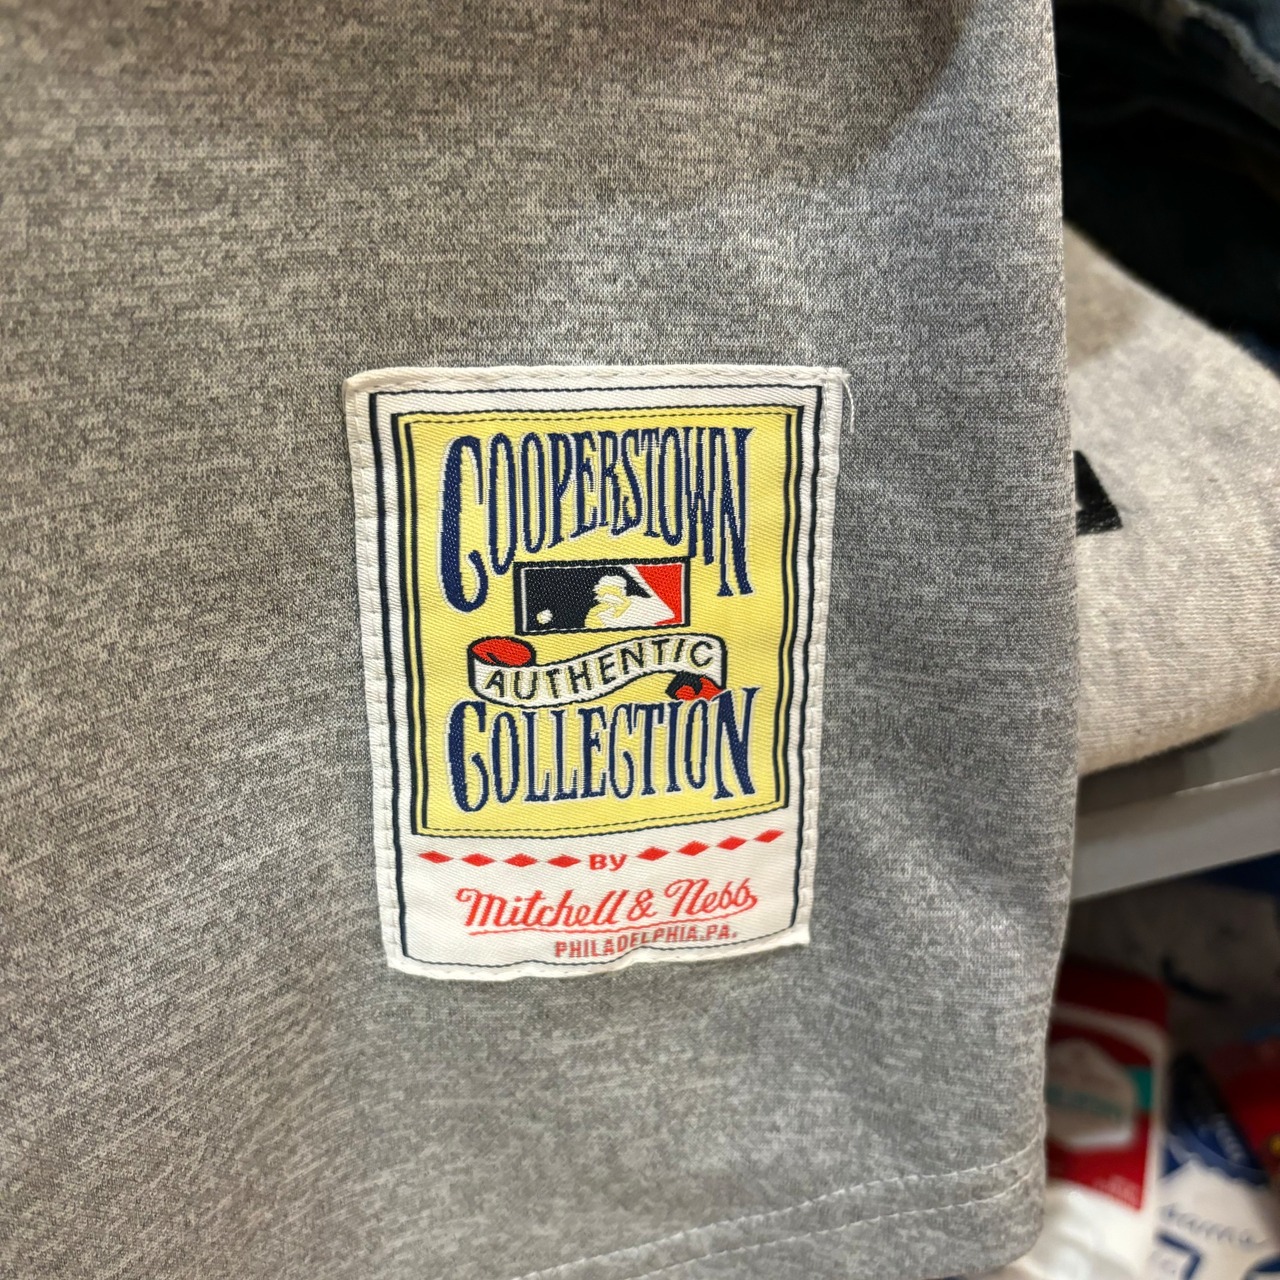 COOPERSTOWN
AUTHENTIC
COLLECTION
BY
Mitchell & Ness
PHILADELPHIA, PA.